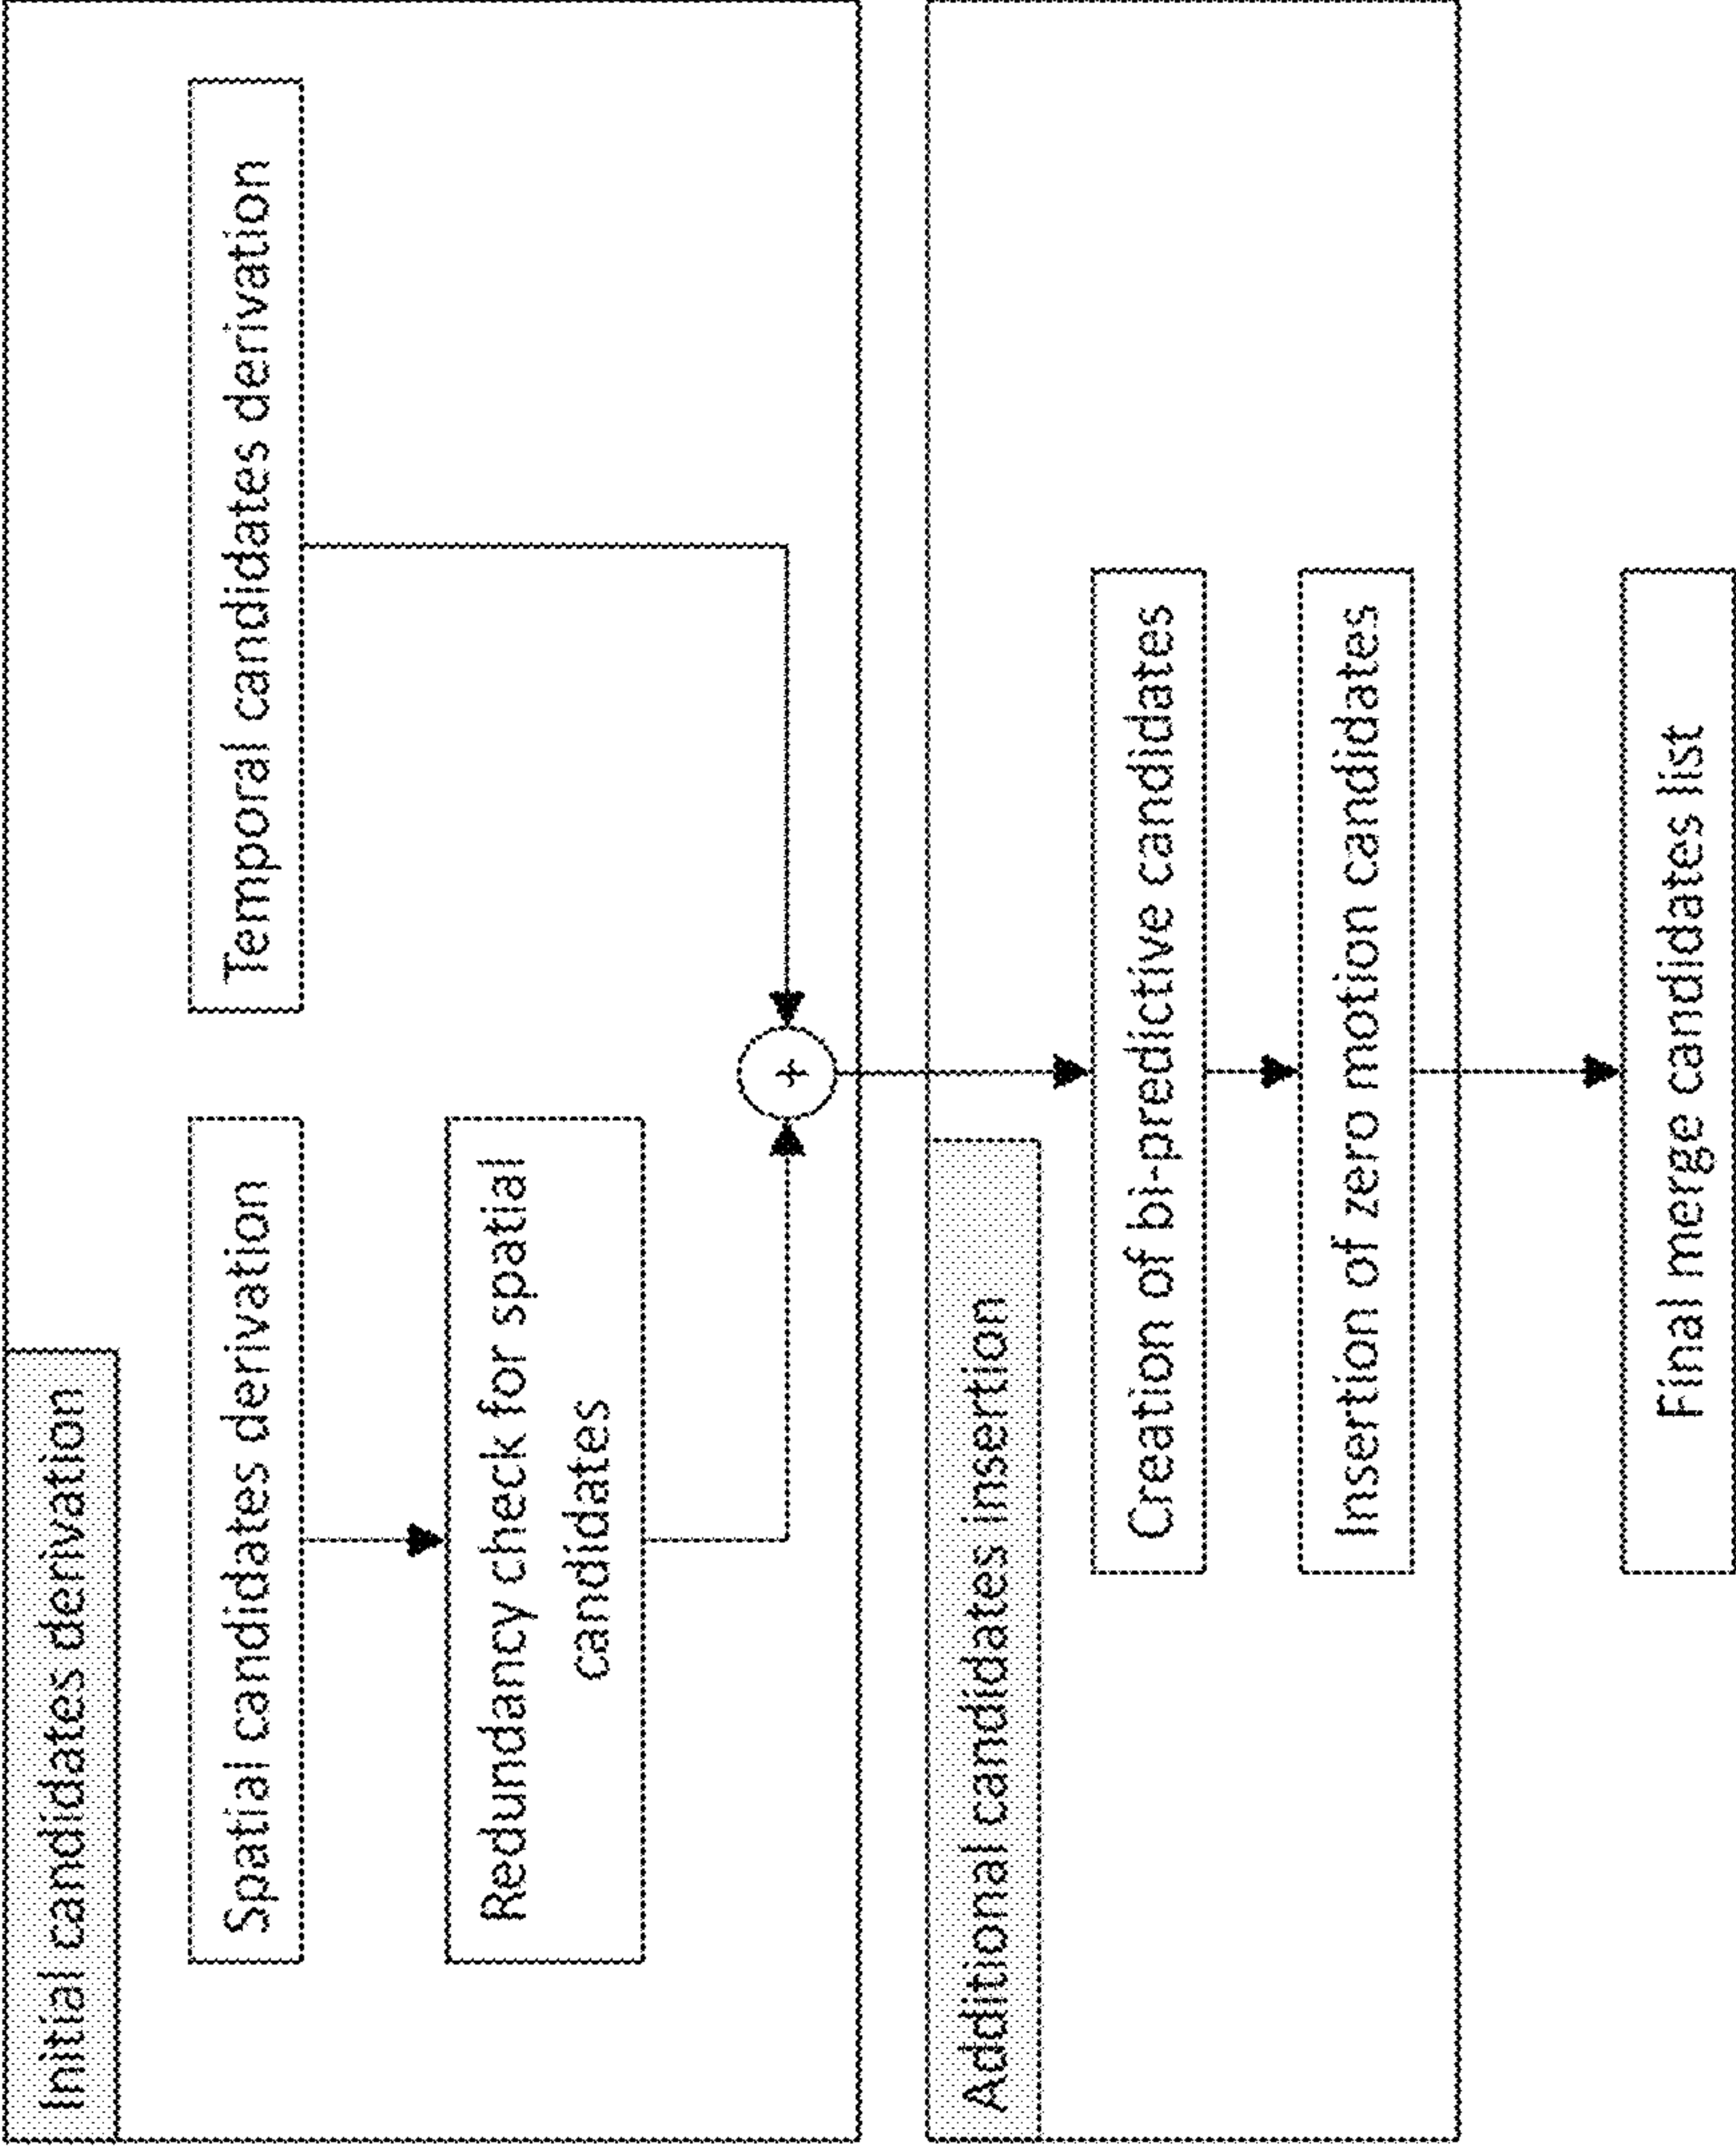 Initial candidates derivation
Spatial candidates derivation
Temporal candidates derivation
Redundancy check for spatial
candidates
+
Additional candidates insertion
Creation of bi-predictive candidates
Insertion of zero motion candidates
Final merge candidates list